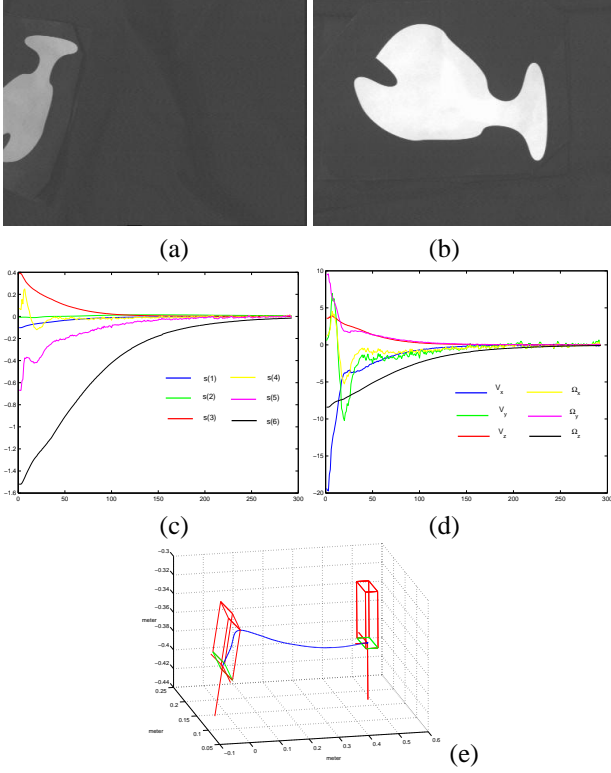 (a) (b)
0.4
0.2
0
−0.2
−0.4
−0.6
−0.8
−1
−1.2
−1.4
−1.6
0 50 100 150 200 250 300
s(1) s(4)
s(2) s(5)
s(3) s(6)
(c)
10
5
0
−5
−10
−15
−20
0 50 100 150 200 250 300
V_x Ω_x
V_y Ω_y
V_z Ω_z
(d)
−0.3
−0.32
−0.34
−0.36
−0.38
−0.4
−0.42
−0.44
meter
0.25
0.2
0.15
0.1
0.05
meter
−0.1 0 0.1 0.2 0.3 0.4 0.5 0.6
meter
(e)